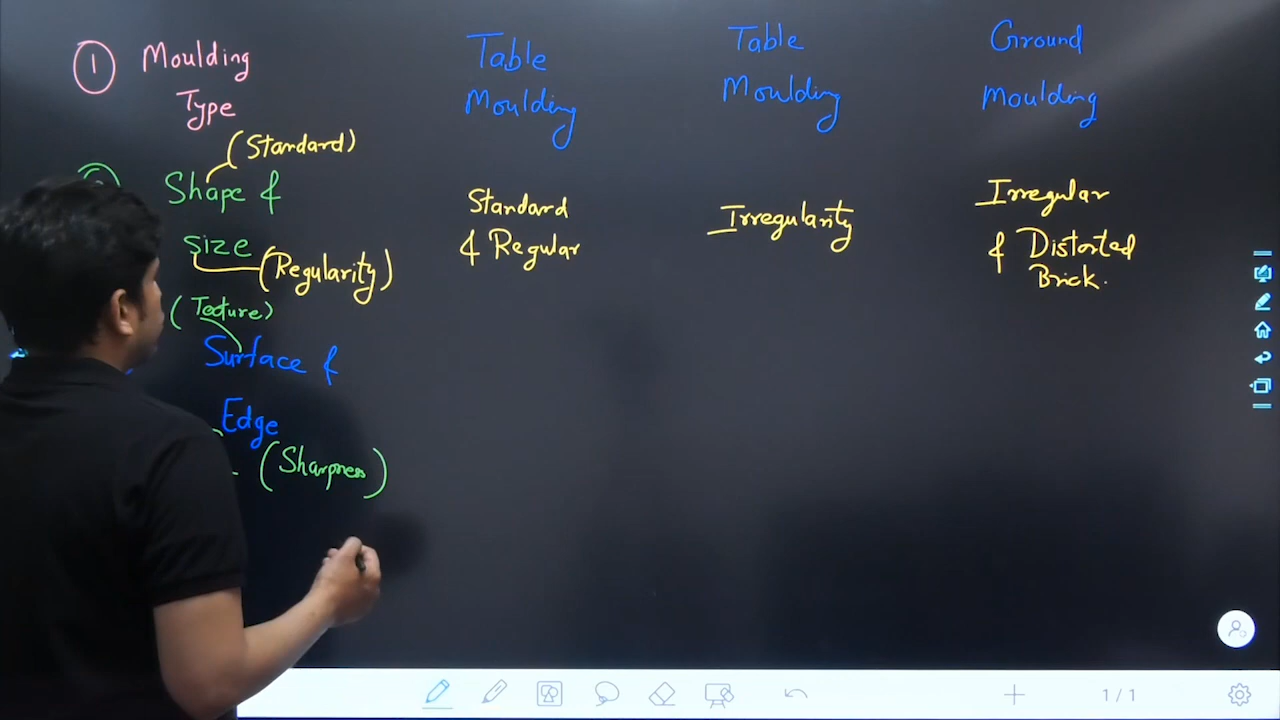 1 Moulding Type
Table Moulding
Table Moulding
Ground Moulding
(Standard)
Shape &
size
(Regularity)
Standard
& Regular
Irregularity
Irregular
& Distorted
Brick.
(Texture)
Surface &
Edge
(Sharpness)
1/1